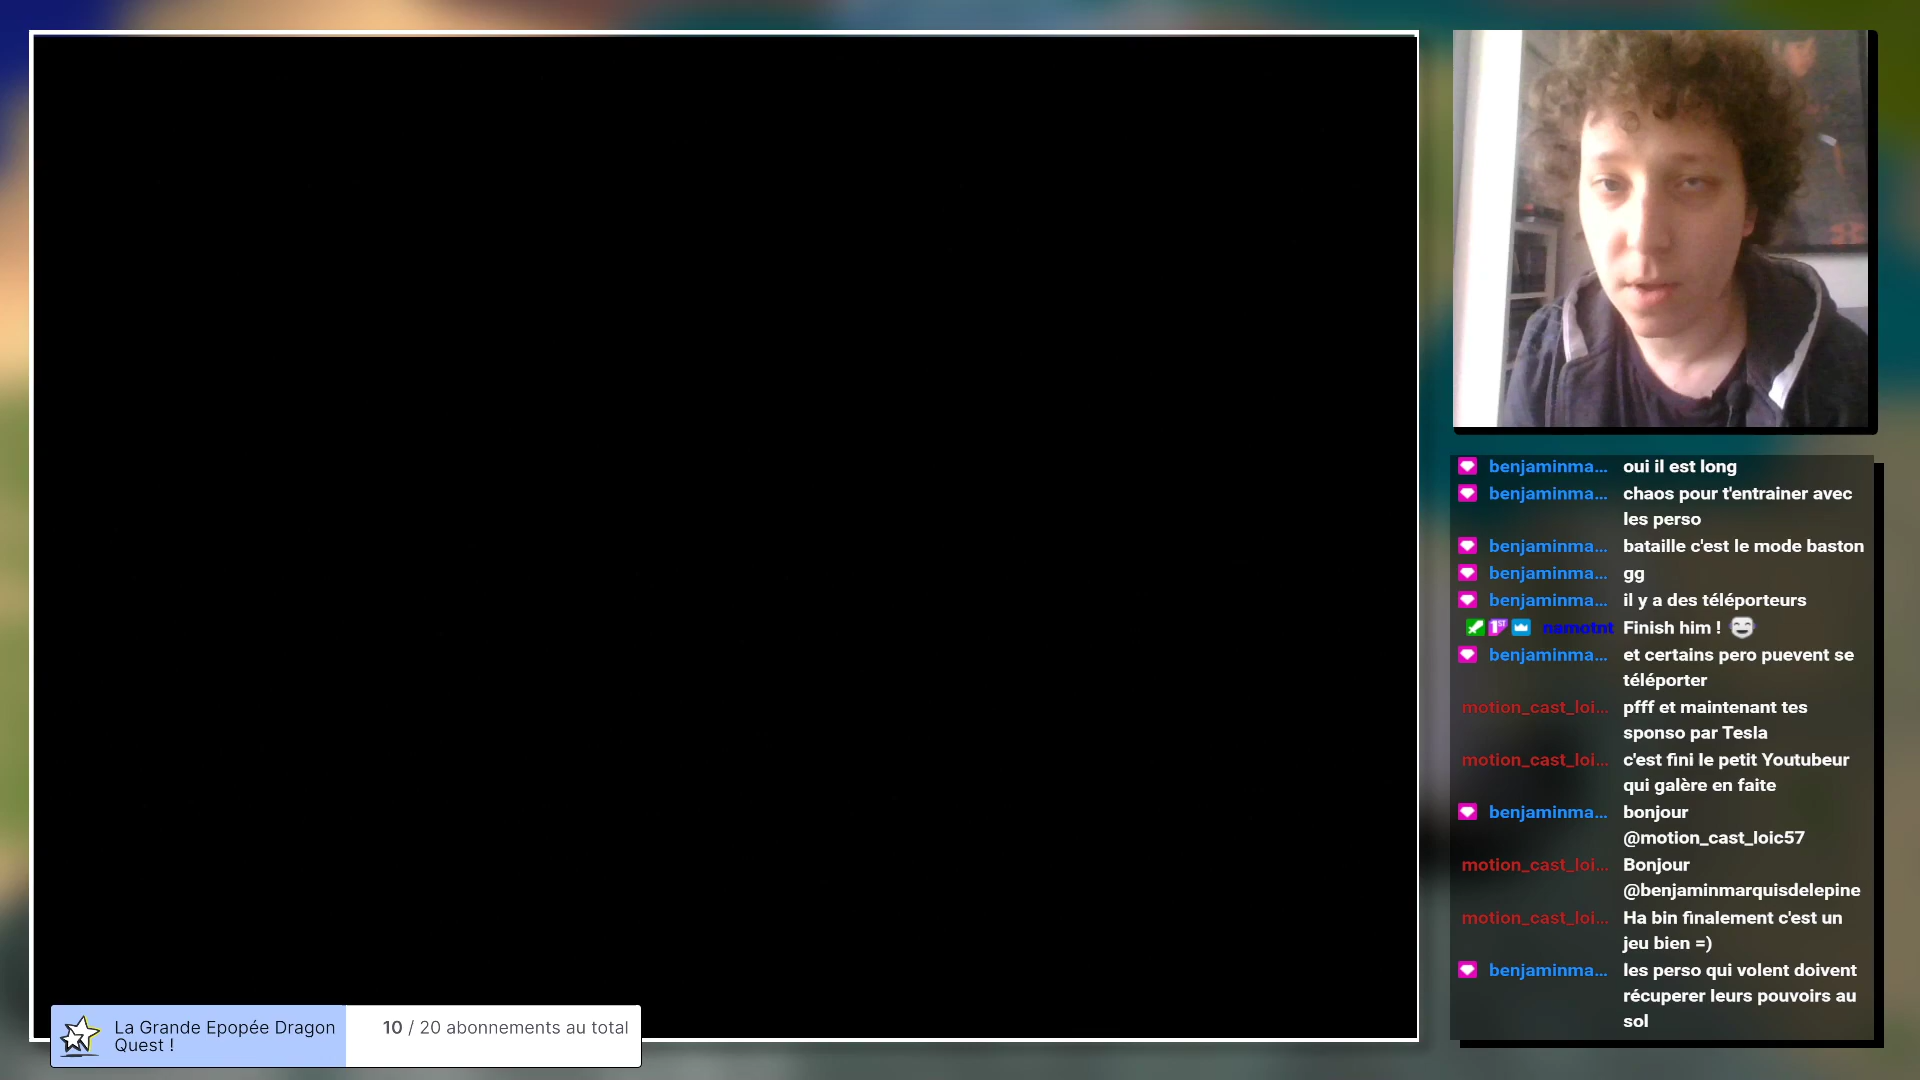 benjaminma... oui il est long
benjaminma... chaos pour t'entrainer avec
les perso
benjaminma... bataille c'est le mode baston
benjaminma... gg
benjaminma... il y a des téléporteurs
1ST namotnt Finish him !
benjaminma... et certains pero puevent se
téléporter
motion_cast_loi... pfff et maintenant tes
sponso par Tesla
motion_cast_loi... c'est fini le petit Youtubeur
qui galère en faite
benjaminma... bonjour
@motion_cast_loic57
motion_cast_loi... Bonjour
@benjaminmarquisdelepine
motion_cast_loi... Ha bin finalement c'est un
jeu bien =)
benjaminma... les perso qui volent doivent
récuperer leurs pouvoirs au
sol
La Grande Epopée Dragon
Quest !
10 / 20 abonnements au total